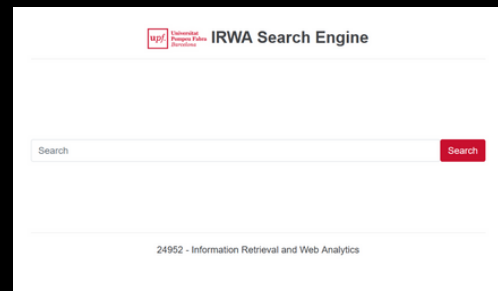 upf. Universitat Pompeu Fabra Barcelona IRWA Search Engine
Search Search
24952 - Information Retrieval and Web Analytics